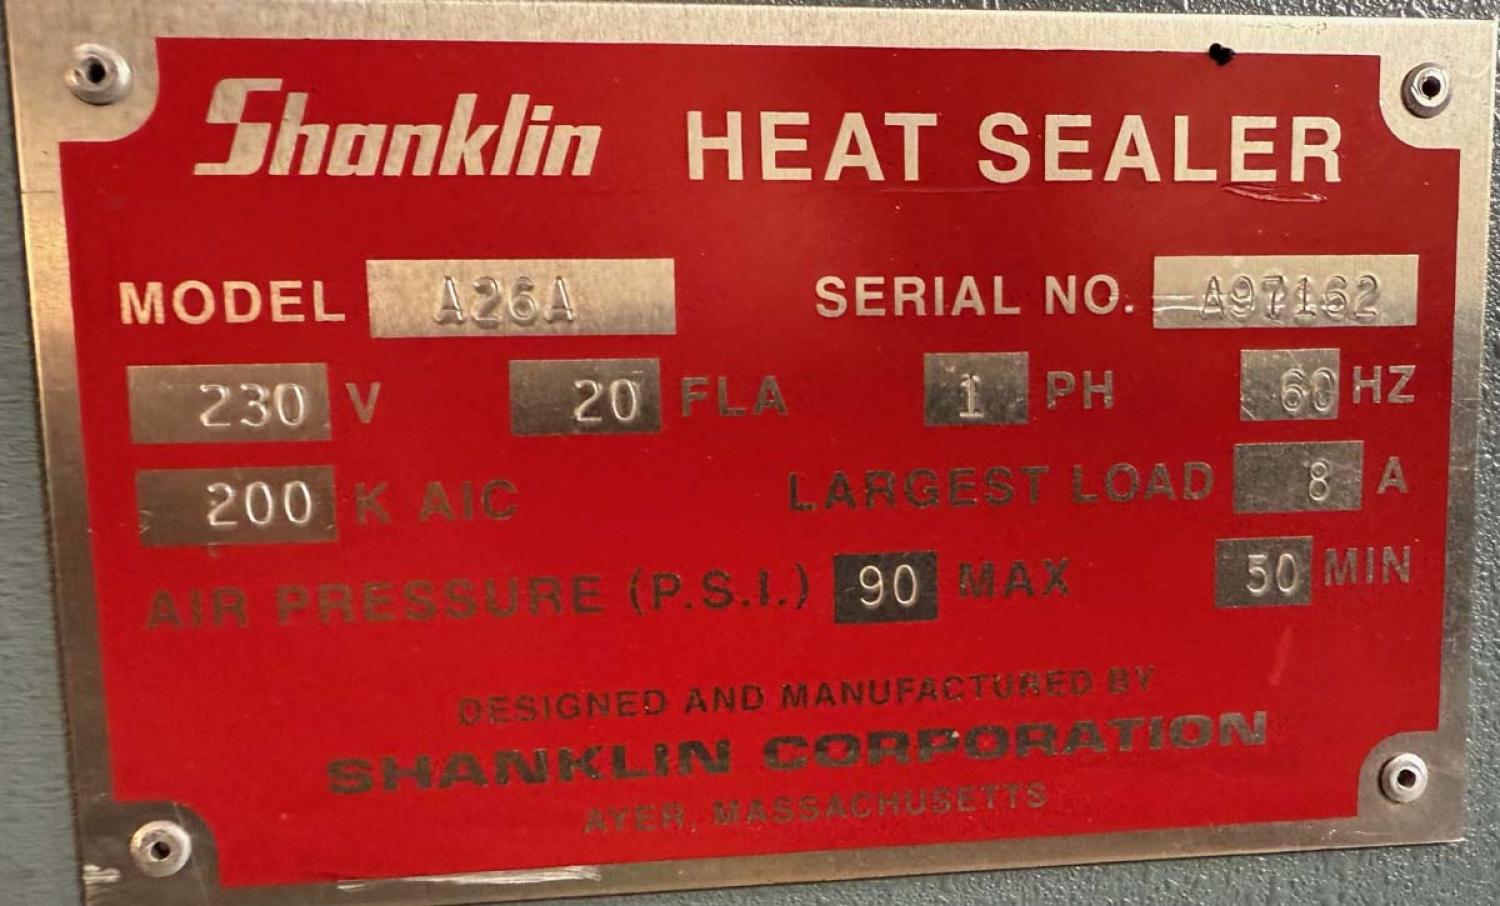 Shanklin HEAT SEALER
MODEL A26A SERIAL NO. A97162
230 V 20 FLA 1 PH 60 HZ
200 K AIC LARGEST LOAD 8 A
AIR PRESSURE (P.S.I.) 90 MAX 50 MIN
DESIGNED AND MANUFACTURED BY
SHANKLIN CORPORATION
AYER, MASSACHUSETTS